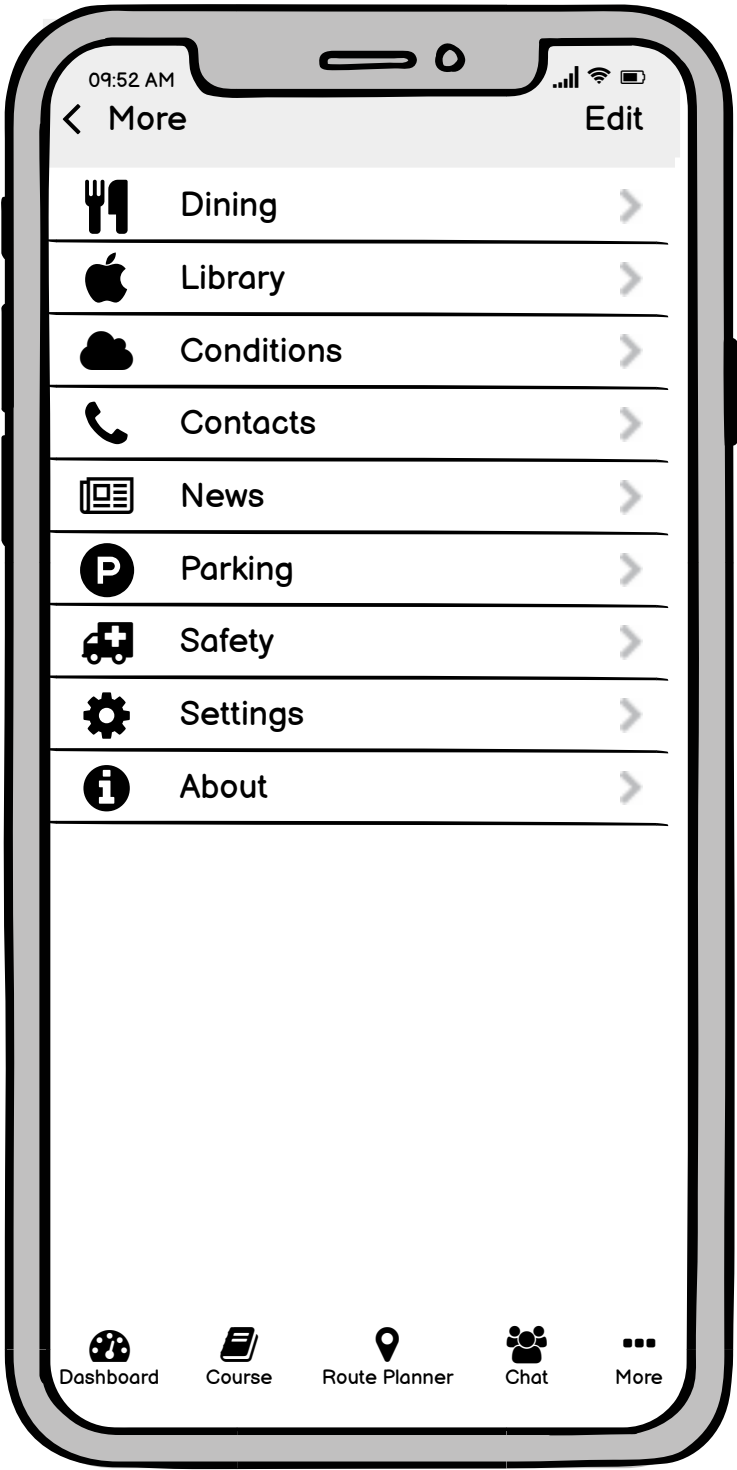 09:52 AM
More
Edit
Dining
Library
Conditions
Contacts
News
Parking
Safety
Settings
About
Dashboard
Course
Route Planner
Chat
More